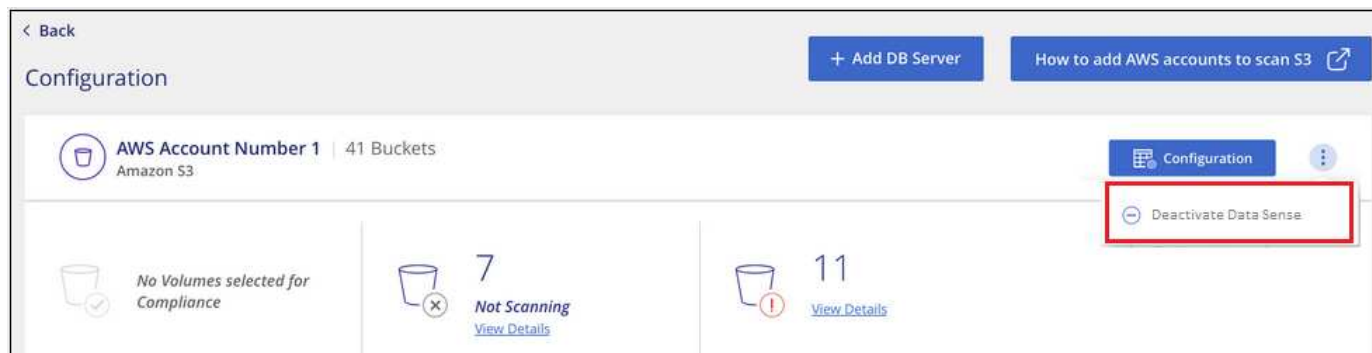 < Back
Configuration
+ Add DB Server
How to add AWS accounts to scan S3
AWS Account Number 1 | 41 Buckets
Amazon S3
Configuration
Deactivate Data Sense
No Volumes selected for
Compliance
7
Not Scanning
View Details
11
View Details